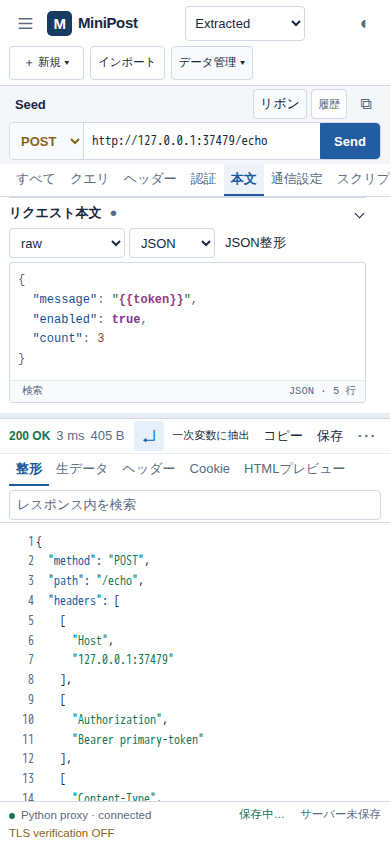 M MiniPost Extracted
＋ 新規 ▾ インポート データ管理 ▾
Seed リボン 履歴
POST http://127.0.0.1:37479/echo Send
すべて クエリ ヘッダー 認証 本文 通信設定 スクリプ
リクエスト本文 ●
raw JSON JSON整形
{
"message": "{{token}}",
"enabled": true,
"count": 3
}
検索 JSON · 5 行
200 OK 3 ms 405 B 一次変数に抽出 コピー 保存 ···
整形 生データ ヘッダー Cookie HTMLプレビュー
レスポンス内を検索
1 {
2 "method": "POST",
3 "path": "/echo",
4 "headers": [
5 [
6 "Host",
7 "127.0.0.1:37479"
8 ],
9 [
10 "Authorization",
11 "Bearer primary-token"
12 ],
13 [
14 "Content-Type",
● Python proxy · connected 保存中… サーバー未保存
TLS verification OFF